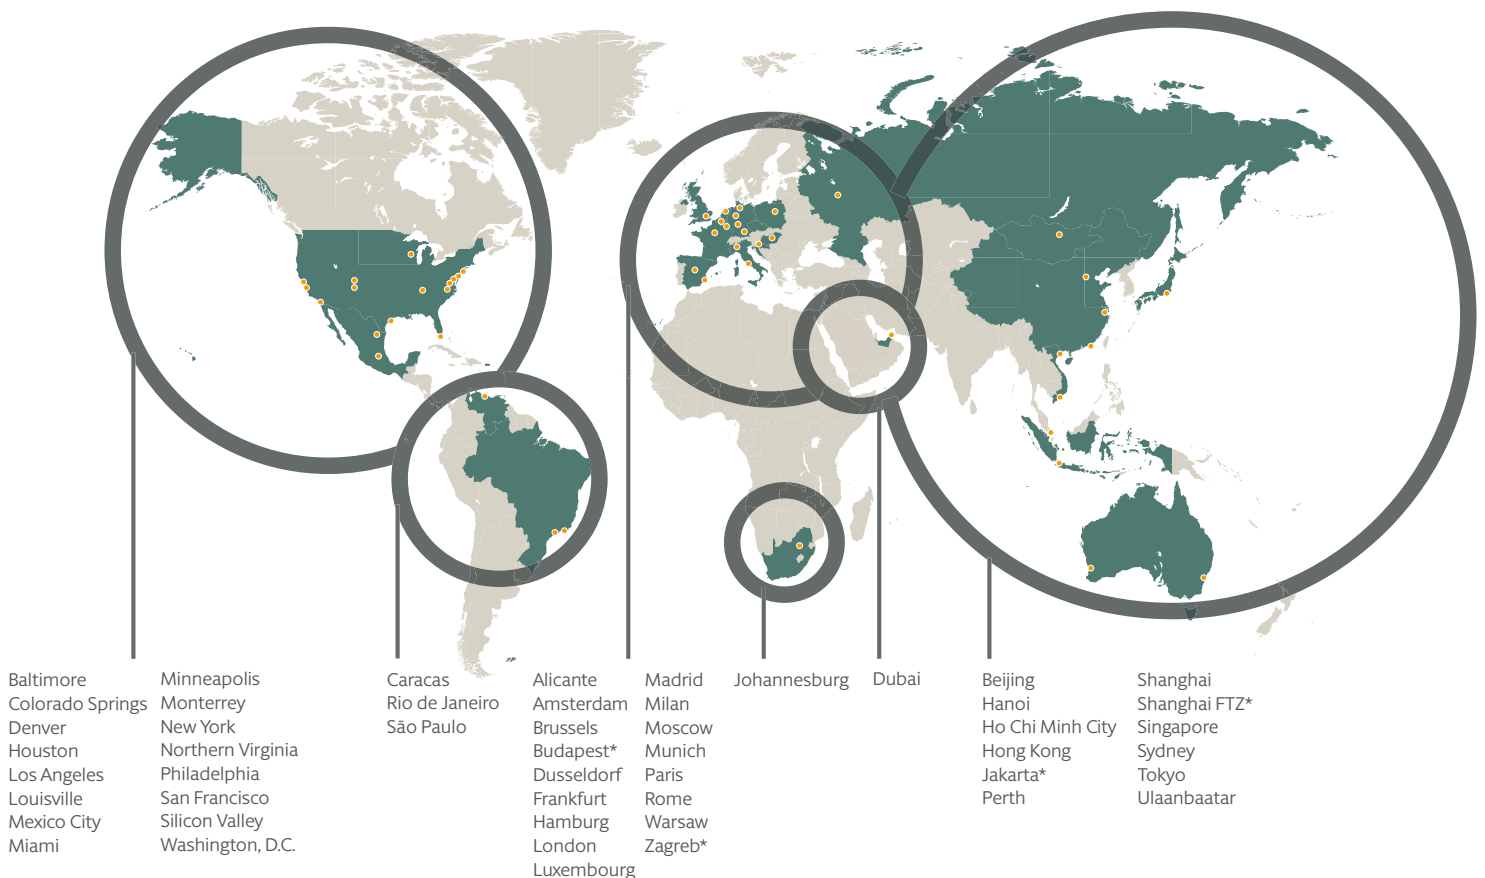 Baltimore
Colorado Springs
Denver
Houston
Los Angeles
Louisville
Mexico City
Miami
Minneapolis
Monterrey
New York
Northern Virginia
Philadelphia
San Francisco
Silicon Valley
Washington, D.C.
Caracas
Rio de Janeiro
São Paulo
Alicante
Amsterdam
Brussels
Budapest*
Dusseldorf
Frankfurt
Hamburg
London
Luxembourg
Madrid
Milan
Moscow
Munich
Paris
Rome
Warsaw
Zagreb*
Johannesburg
Dubai
Beijing
Hanoi
Ho Chi Minh City
Hong Kong
Jakarta*
Perth
Shanghai
Shanghai FTZ*
Singapore
Sydney
Tokyo
Ulaanbaatar